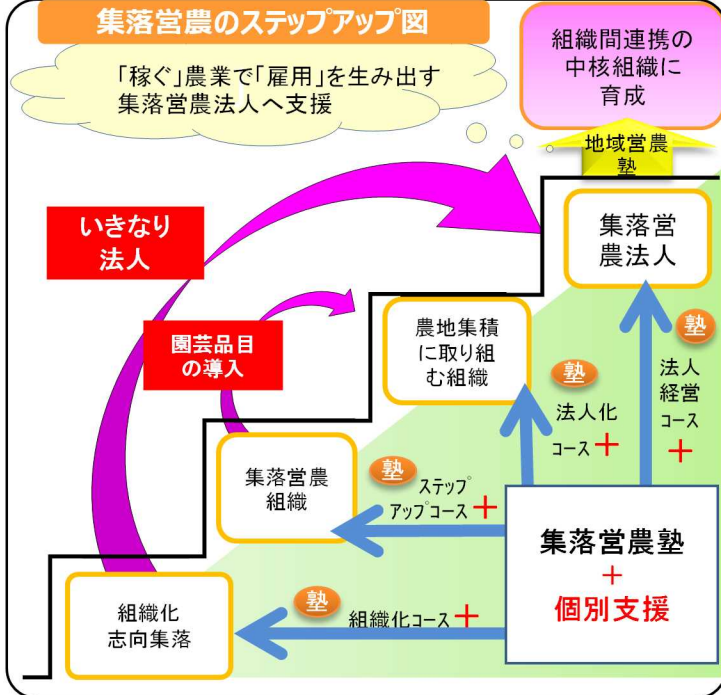 集落営農のステップアップ図
「稼ぐ」農業で「雇用」を生み出す
集落営農法人へ支援
組織間連携の
中核組織に
育成
地域営農
塾
いきなり
法人
集落営
農法人
園芸品目
の導入
農地集積
に取り組
む組織
塾
法人
経営
コース+
塾
法人化
コース+
集落営農
組織
塾
ステップ
アップコース+
集落営農塾
+
個別支援
組織化
志向集落
塾
組織化コース+